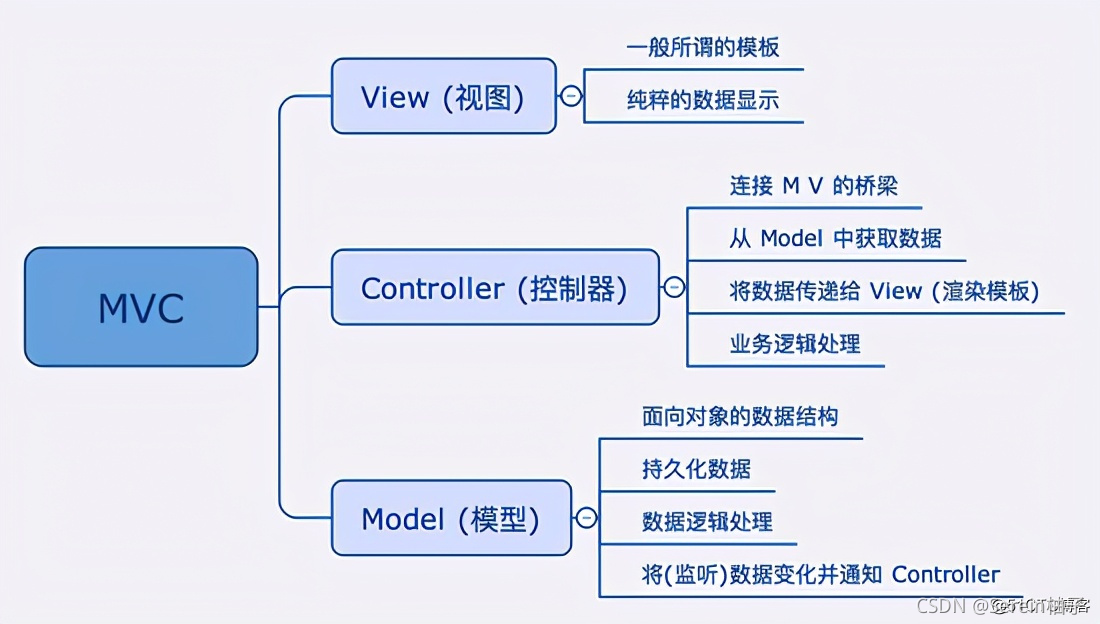 一般所谓的模板
View (视图)
纯粹的数据显示
连接 M V 的桥梁
从 Model 中获取数据
MVC
Controller (控制器)
将数据传递给 View (渲染模板)
业务逻辑处理
面向对象的数据结构
持久化数据
Model (模型)
数据逻辑处理
将(监听)数据变化并通知 Controller
CSDN